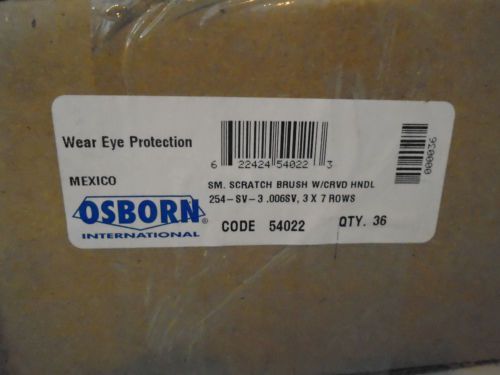 Wear Eye Protection
6 22424 54022 3
000036
MEXICO
SM. SCRATCH BRUSH W/CRVD HNDL
254-SV-3 .006SV, 3 X 7 ROWS
OSBORN®
INTERNATIONAL
CODE 54022 QTY. 36